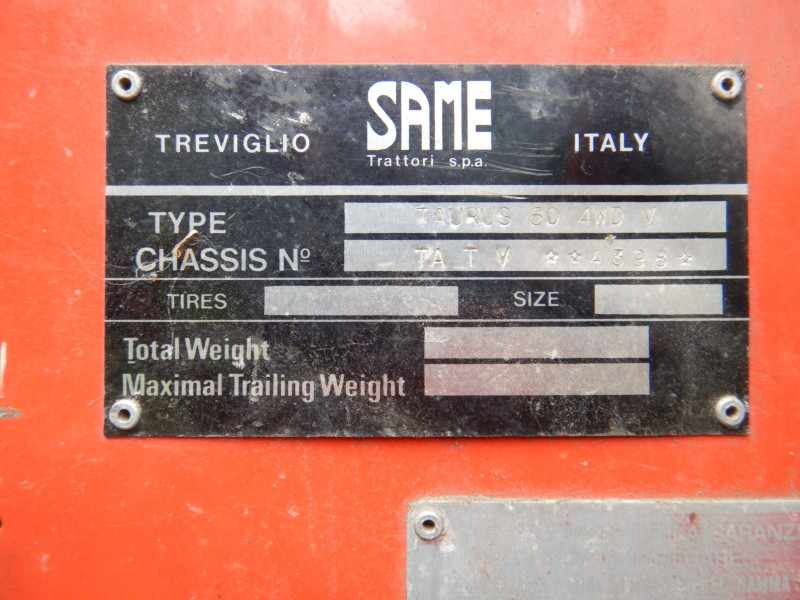 SAME
TREVIGLIO Trattori s.p.a. ITALY
TYPE TAURUS 60 4WD V
CHASSIS Nº TA T V ☆☆4398☆
TIRES SIZE
Total Weight
Maximal Trailing Weight
GAMMA